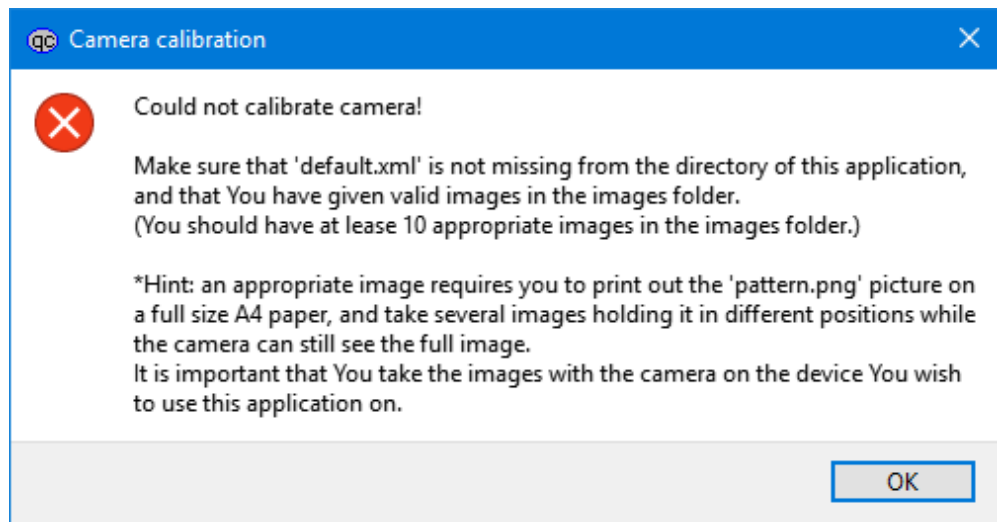 qc Camera calibration
Could not calibrate camera!
Make sure that 'default.xml' is not missing from the directory of this application,
and that You have given valid images in the images folder.
(You should have at lease 10 appropriate images in the images folder.)
*Hint: an appropriate image requires you to print out the 'pattern.png' picture on
a full size A4 paper, and take several images holding it in different positions while
the camera can still see the full image.
It is important that You take the images with the camera on the device You wish
to use this application on.
OK